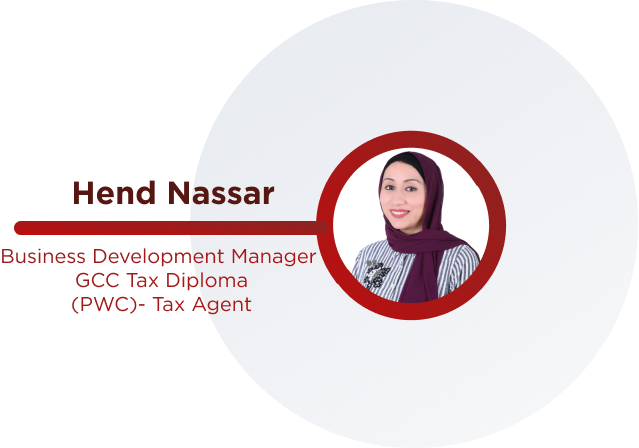 Hend Nassar
Business Development Manager
GCC Tax Diploma
(PWC)- Tax Agent